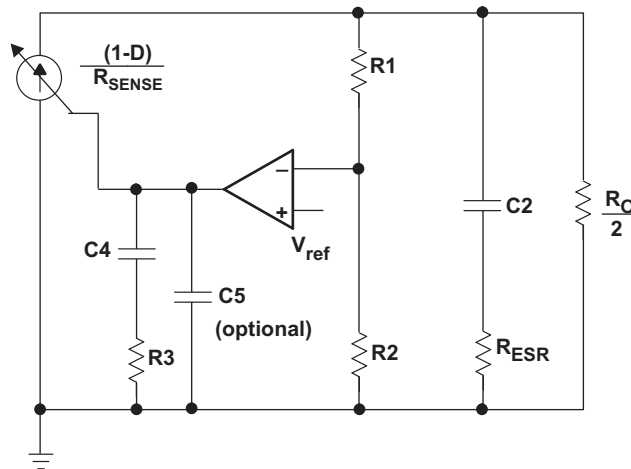 (1-D)
R_SENSE
R1
−
+
V_ref
C4
C5
(optional)
R3
R2
C2
R_ESR
R_O
2